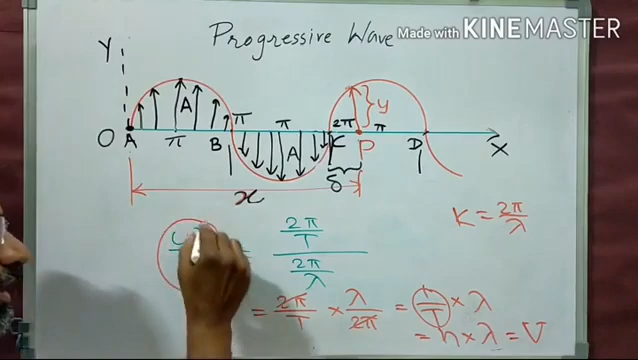 Progressive Wave
Made with KINEMASTER
Y
A
π
2π
π
y
A
O A π B C P π D X
δ
x
2π/T
2π/λ
K = 2π/λ
= 2π/T × λ/2π = 1/T × λ
= n × λ = V